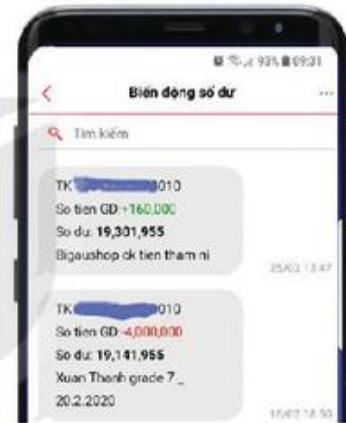 93% 09:31
Biến động số dư
Tìm kiếm
TK 010
So tien GD:+160,000
So du: 19,301,955
Bigaushop ck tien tham ni
25/02 13:47
TK 010
So tien GD:-4,000,000
So du: 19,141,955
Xuan Thanh grade 7_
20.2.2020